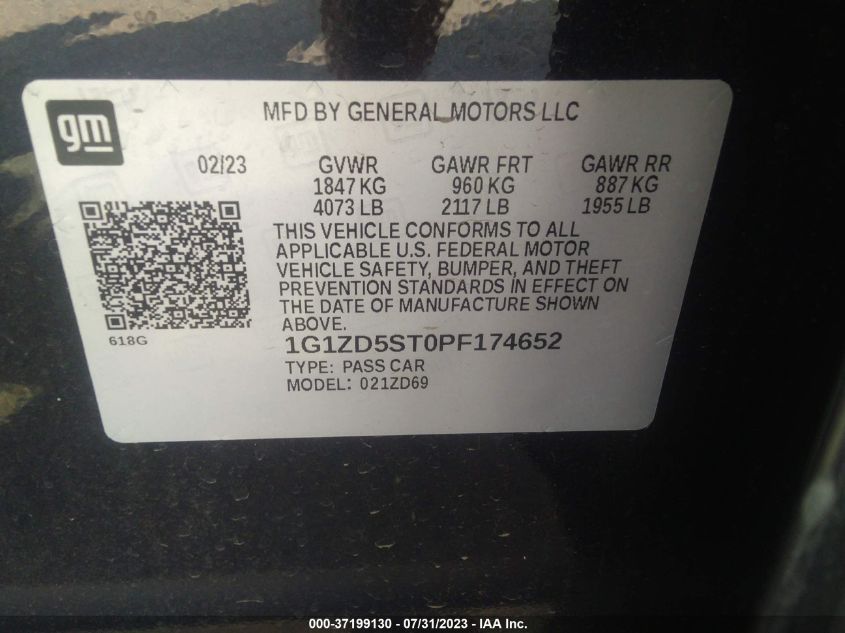 gm
MFD BY GENERAL MOTORS LLC
02/23 GVWR GAWR FRT GAWR RR
1847 KG 960 KG 887 KG
4073 LB 2117 LB 1955 LB
THIS VEHICLE CONFORMS TO ALL
APPLICABLE U.S. FEDERAL MOTOR
VEHICLE SAFETY, BUMPER, AND THEFT
PREVENTION STANDARDS IN EFFECT ON
THE DATE OF MANUFACTURE SHOWN
ABOVE.
618G
1G1ZD5ST0PF174652
TYPE: PASS CAR
MODEL: 021ZD69
000-37199130 - 07/31/2023 - IAA Inc.